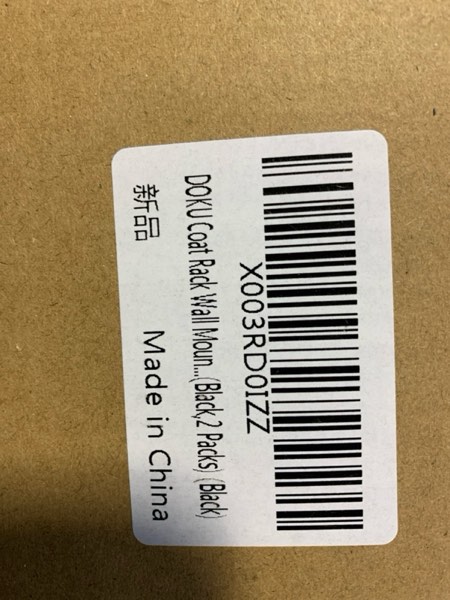 X003RD0IZZ
DOKU Coat Rack Wall Moun...(Black,2 Packs) (Black)
新品 Made in China